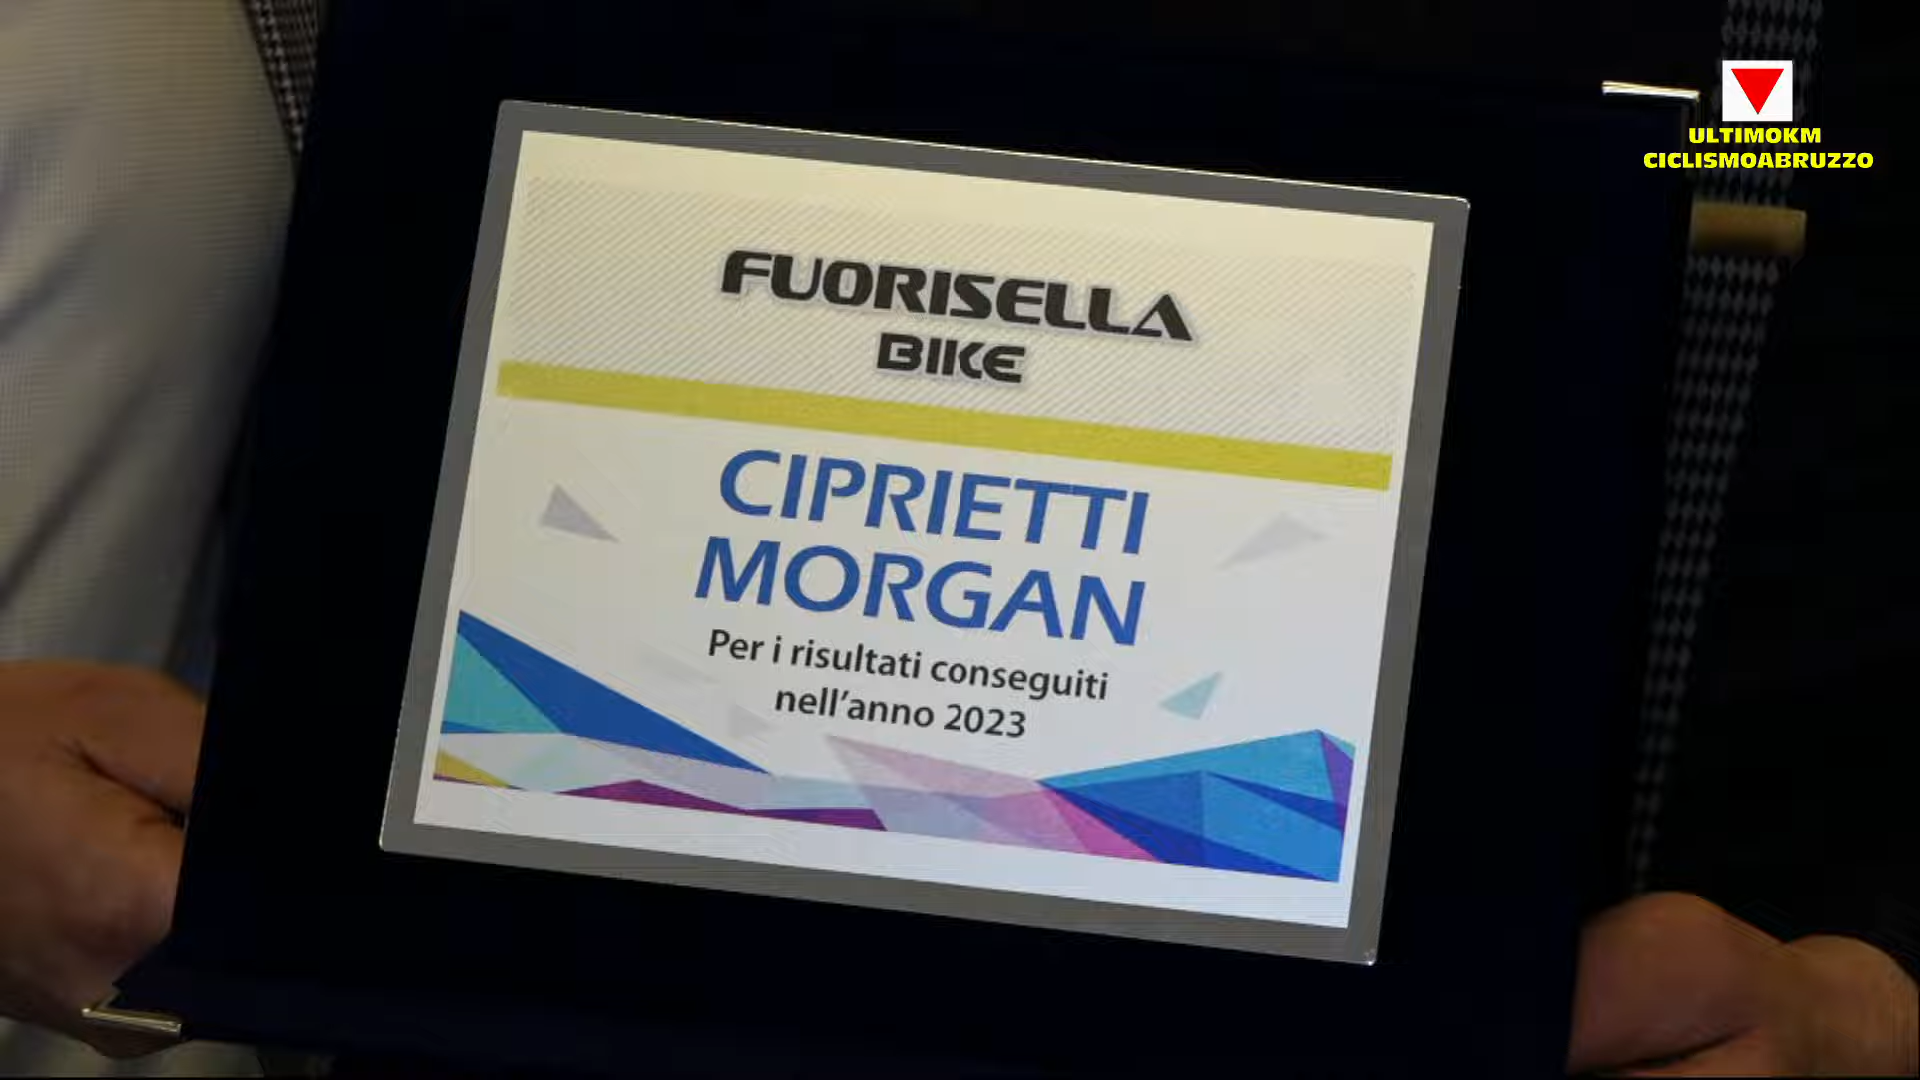 ULTIMOKM
CICLISMOABRUZZO
FUORISELLA
BIKE
CIPRIETTI
MORGAN
Per i risultati conseguiti
nell'anno 2023